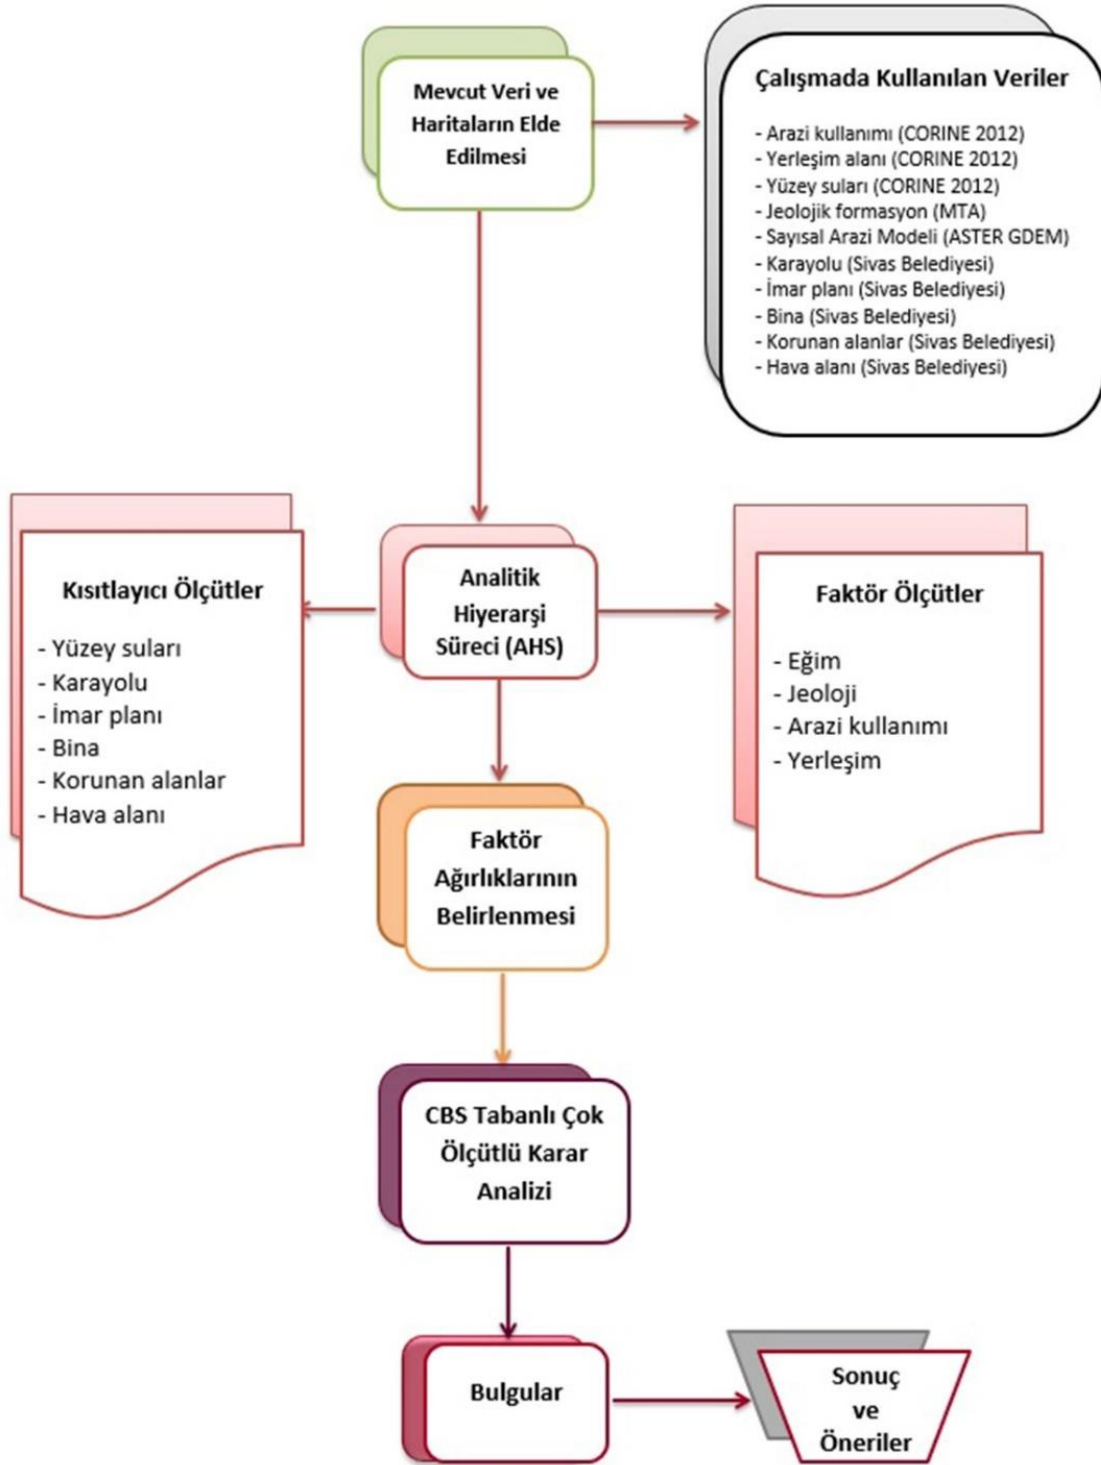 Mevcut Veri ve
Haritaların Elde
Edilmesi
Çalışmada Kullanılan Veriler
- Arazi kullanımı (CORINE 2012)
- Yerleşim alanı (CORINE 2012)
- Yüzey suları (CORINE 2012)
- Jeolojik formasyon (MTA)
- Sayısal Arazi Modeli (ASTER GDEM)
- Karayolu (Sivas Belediyesi)
- İmar planı (Sivas Belediyesi)
- Bina (Sivas Belediyesi)
- Korunan alanlar (Sivas Belediyesi)
- Hava alanı (Sivas Belediyesi)
Kısıtlayıcı Ölçütler
- Yüzey suları
- Karayolu
- İmar planı
- Bina
- Korunan alanlar
- Hava alanı
Analitik
Hiyerarşi
Süreci (AHS)
Faktör Ölçütler
- Eğim
- Jeoloji
- Arazi kullanımı
- Yerleşim
Faktör
Ağırlıklarının
Belirlenmesi
CBS Tabanlı Çok
Ölçütlü Karar
Analizi
Bulgular
Sonuç
ve
Öneriler